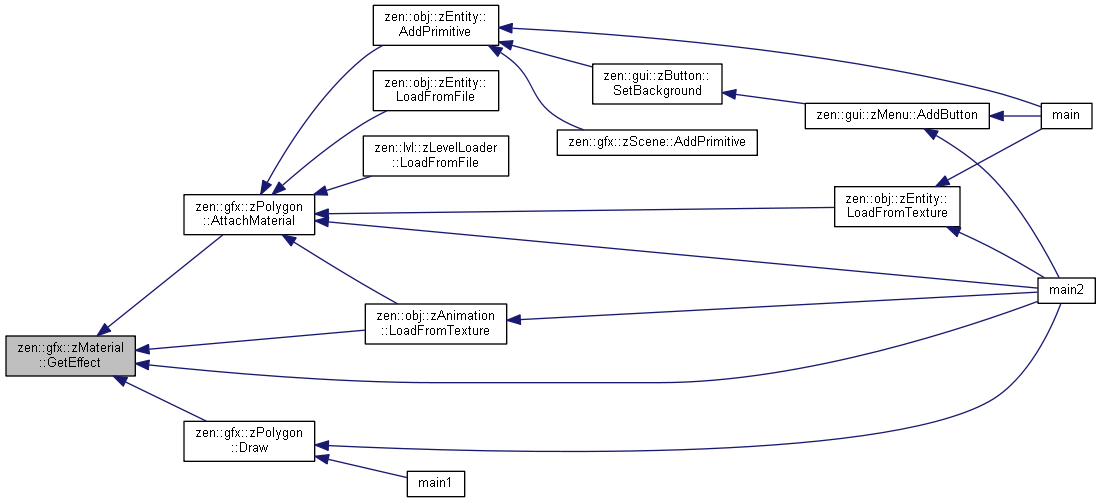 zen::obj::zEntity::
AddPrimitive
zen::obj::zEntity::
LoadFromFile
zen::gui::zButton::
SetBackground
zen::gui::zMenu::AddButton
main
zen::gfx::zScene::AddPrimitive
zen::lvl::zLevelLoader
::LoadFromFile
zen::gfx::zPolygon
::AttachMaterial
zen::obj::zEntity::
LoadFromTexture
main2
zen::obj::zAnimation
::LoadFromTexture
zen::gfx::zMaterial
::GetEffect
zen::gfx::zPolygon
::Draw
main1